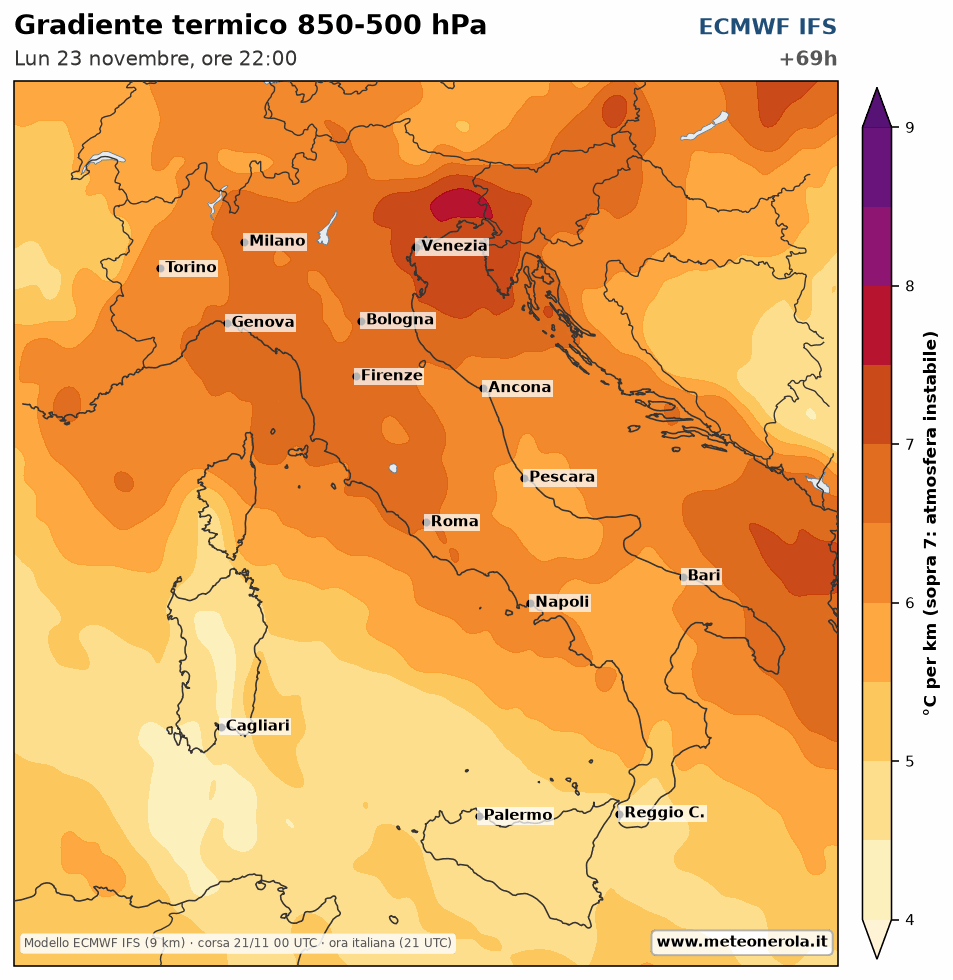 Gradiente termico 850-500 hPa
ECMWF IFS
Lun 23 novembre, ore 22:00
+69h
Milano
Venezia
Torino
Bologna
Genova
Firenze
Ancona
Pescara
Roma
Bari
Napoli
Cagliari
Palermo
Reggio C.
9
8
7
6
5
4
°C per km (sopra 7: atmosfera instabile)
Modello ECMWF IFS (9 km) · corsa 21/11 00 UTC · ora italiana (21 UTC)
www.meteonerola.it